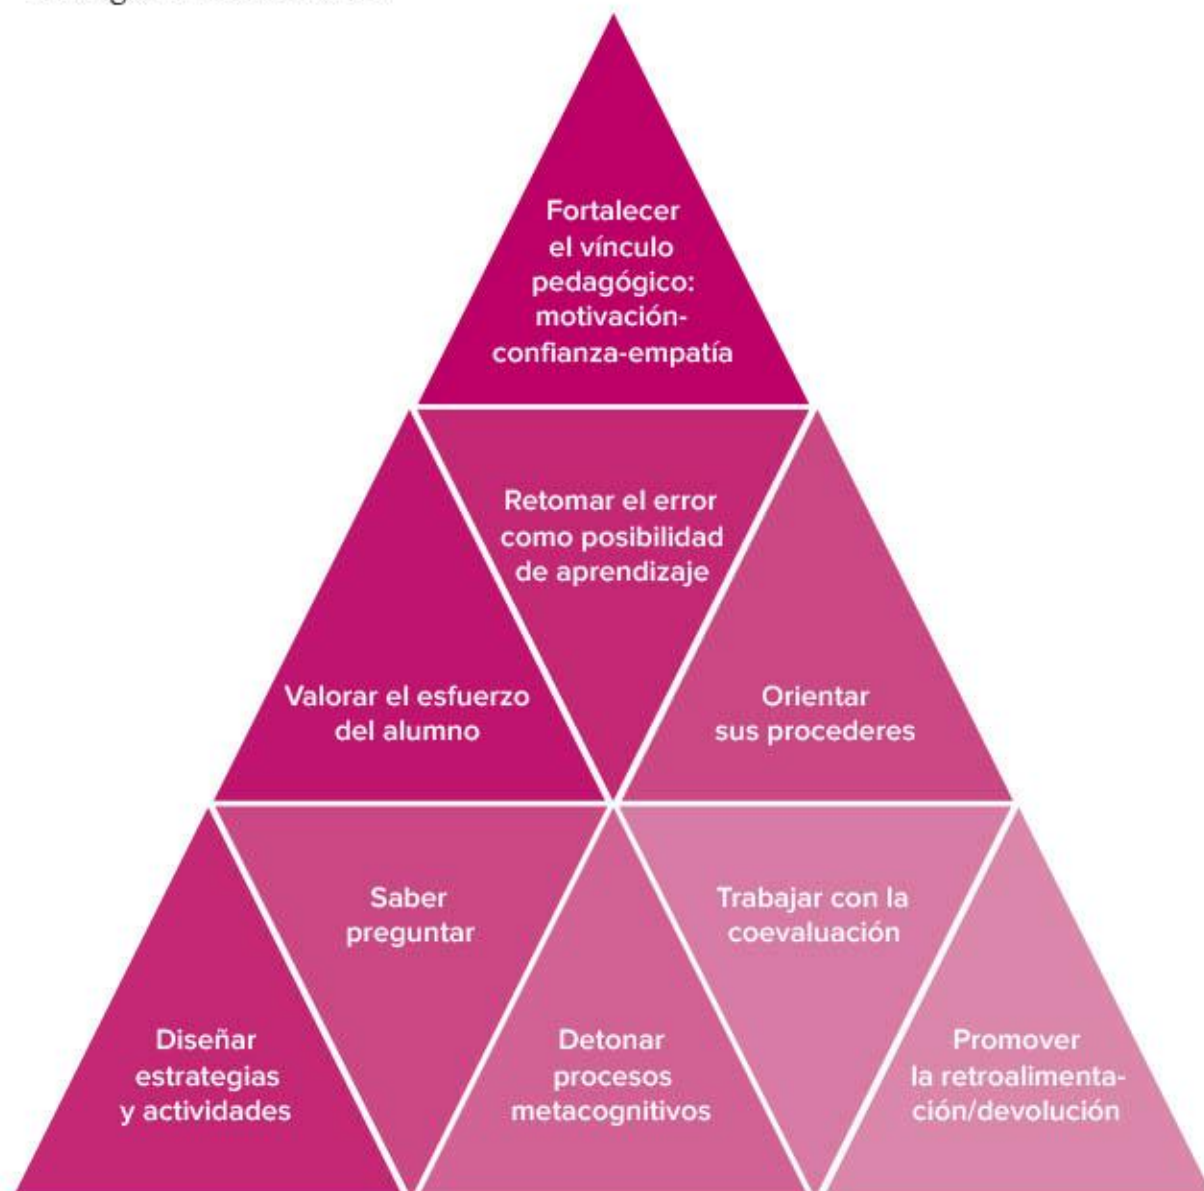 Fortalecer
el vínculo
pedagógico:
motivación-
confianza-empatía
Retomar el error
como posibilidad
de aprendizaje
Valorar el esfuerzo
del alumno
Orientar
sus procederes
Saber
preguntar
Trabajar con la
coevaluación
Diseñar
estrategias
y actividades
Detonar
procesos
metacognitivos
Promover
la retroalimenta-
ción/devolución